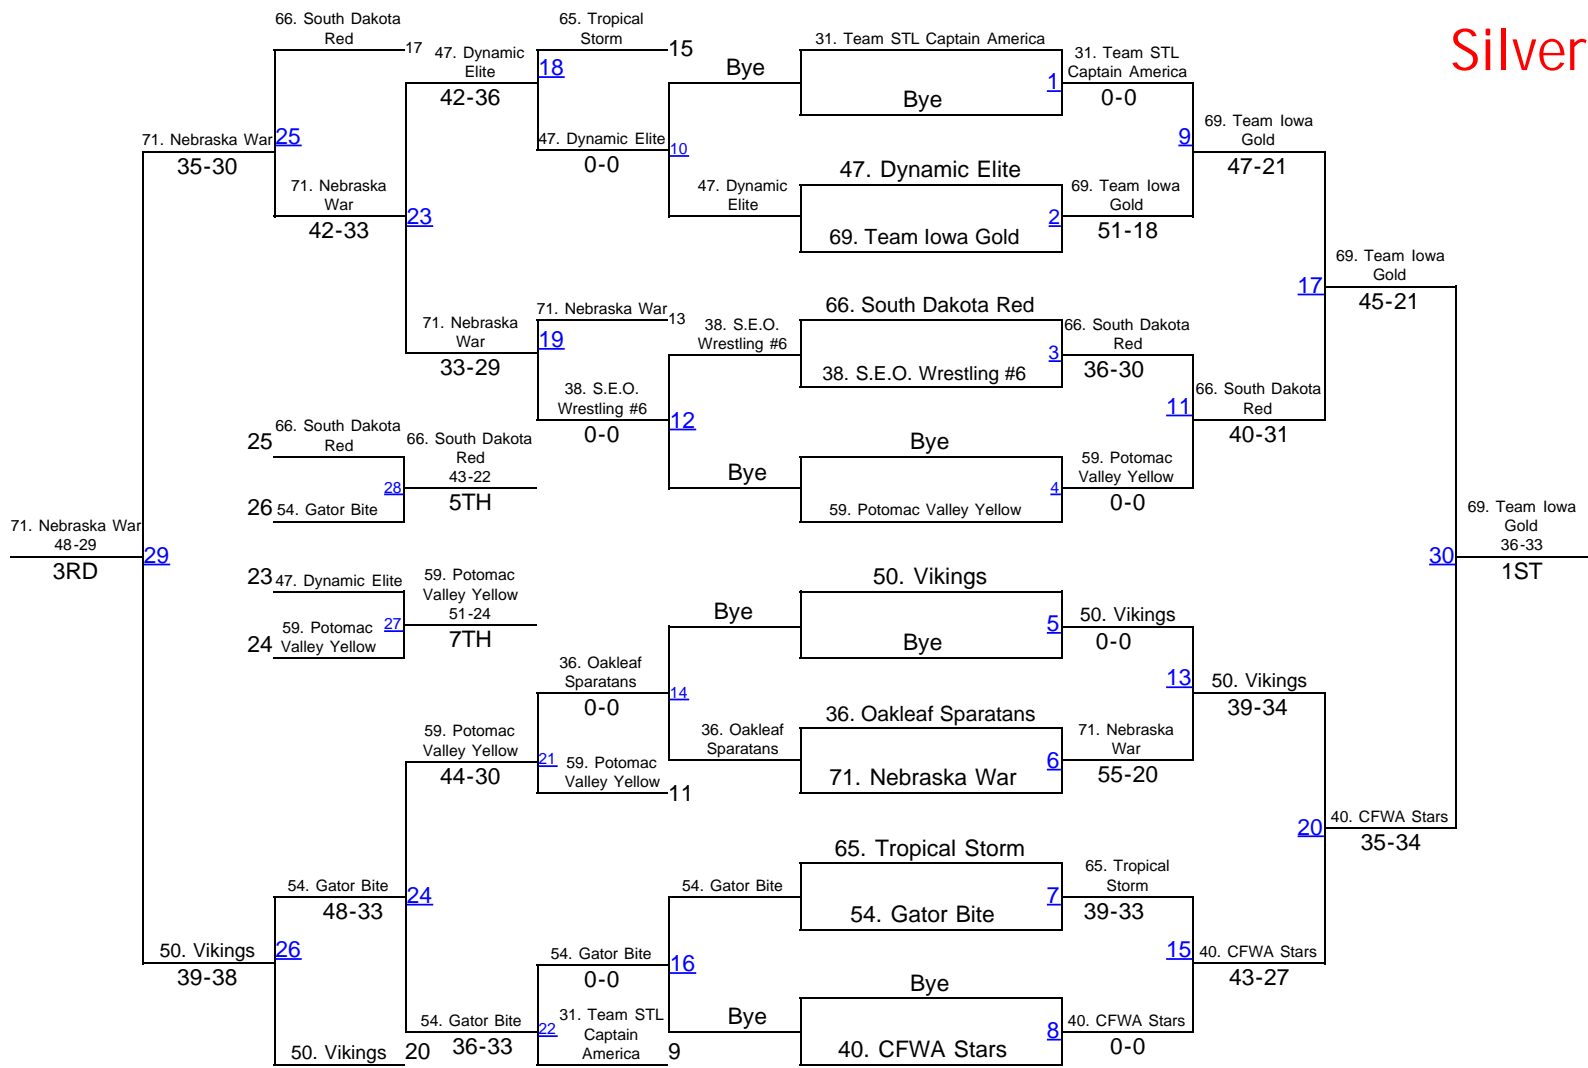 Silver
66. South Dakota
Red
17
47. Dynamic
Elite
42-36
65. Tropical
Storm
15
18
Bye
31. Team STL Captain America
Bye
1
31. Team STL
Captain America
0-0
71. Nebraska War
35-30
25
71. Nebraska
War
42-33
23
47. Dynamic Elite
0-0
10
47. Dynamic
Elite
47. Dynamic Elite
69. Team Iowa Gold
2
69. Team Iowa
Gold
51-18
9
69. Team Iowa
Gold
47-21
71. Nebraska
War
33-29
19
71. Nebraska War
13
38. S.E.O.
Wrestling #6
0-0
12
38. S.E.O.
Wrestling #6
Bye
66. South Dakota Red
38. S.E.O. Wrestling #6
3
66. South Dakota
Red
36-30
11
66. South Dakota
Red
40-31
17
69. Team Iowa
Gold
45-21
Bye
59. Potomac Valley Yellow
4
59. Potomac
Valley Yellow
0-0
25
66. South Dakota
Red
26
54. Gator Bite
28
66. South Dakota
Red
43-22
5TH
71. Nebraska War
48-29
3RD
29
69. Team Iowa
Gold
36-33
1ST
30
23
47. Dynamic Elite
24
59. Potomac
Valley Yellow
27
59. Potomac
Valley Yellow
51-24
7TH
Bye
50. Vikings
Bye
5
50. Vikings
0-0
36. Oakleaf
Sparatans
0-0
14
36. Oakleaf
Sparatans
36. Oakleaf Sparatans
71. Nebraska War
6
71. Nebraska
War
55-20
13
50. Vikings
39-34
59. Potomac
Valley Yellow
44-30
21
59. Potomac
Valley Yellow
11
20
40. CFWA Stars
35-34
54. Gator Bite
48-33
24
54. Gator Bite
65. Tropical Storm
54. Gator Bite
7
65. Tropical
Storm
39-33
50. Vikings
39-38
26
54. Gator Bite
0-0
16
15
40. CFWA Stars
43-27
50. Vikings
20
54. Gator Bite
36-33
22
31. Team STL
Captain
America
9
Bye
Bye
40. CFWA Stars
8
40. CFWA Stars
0-0